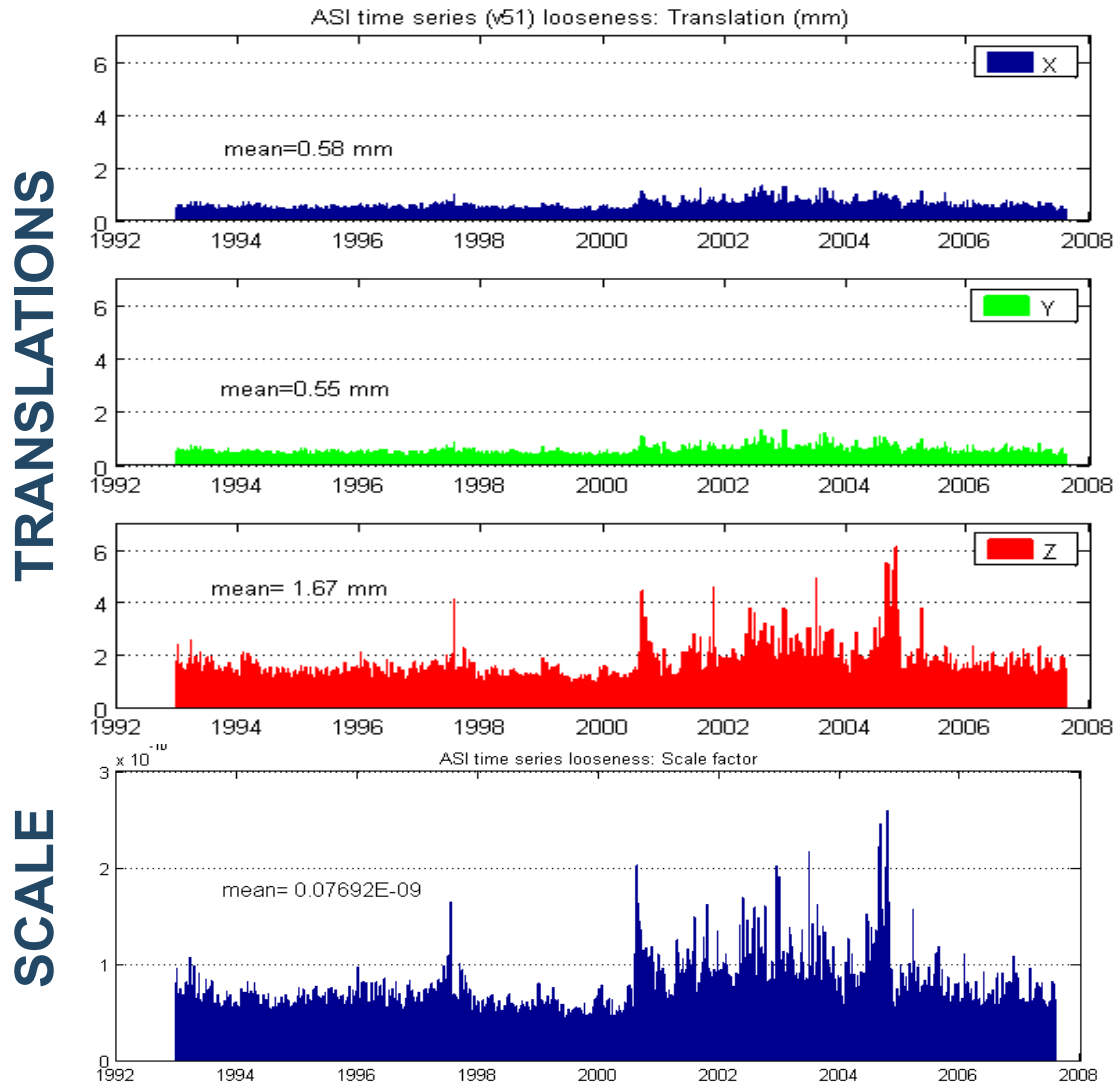 ASI time series (v51) looseness: Translation (mm)
TRANSLATIONS
6
4
2
0
X
mean=0.58 mm
1992 1994 1996 1998 2000 2002 2004 2006 2008
6
4
2
0
Y
mean=0.55 mm
1992 1994 1996 1998 2000 2002 2004 2006 2008
6
4
2
0
Z
mean= 1.67 mm
1992 1994 1996 1998 2000 2002 2004 2006 2008
SCALE
x 10
ASI time series looseness: Scale factor
3
2
1
0
mean= 0.07692E-09
1992 1994 1996 1998 2000 2002 2004 2006 2008